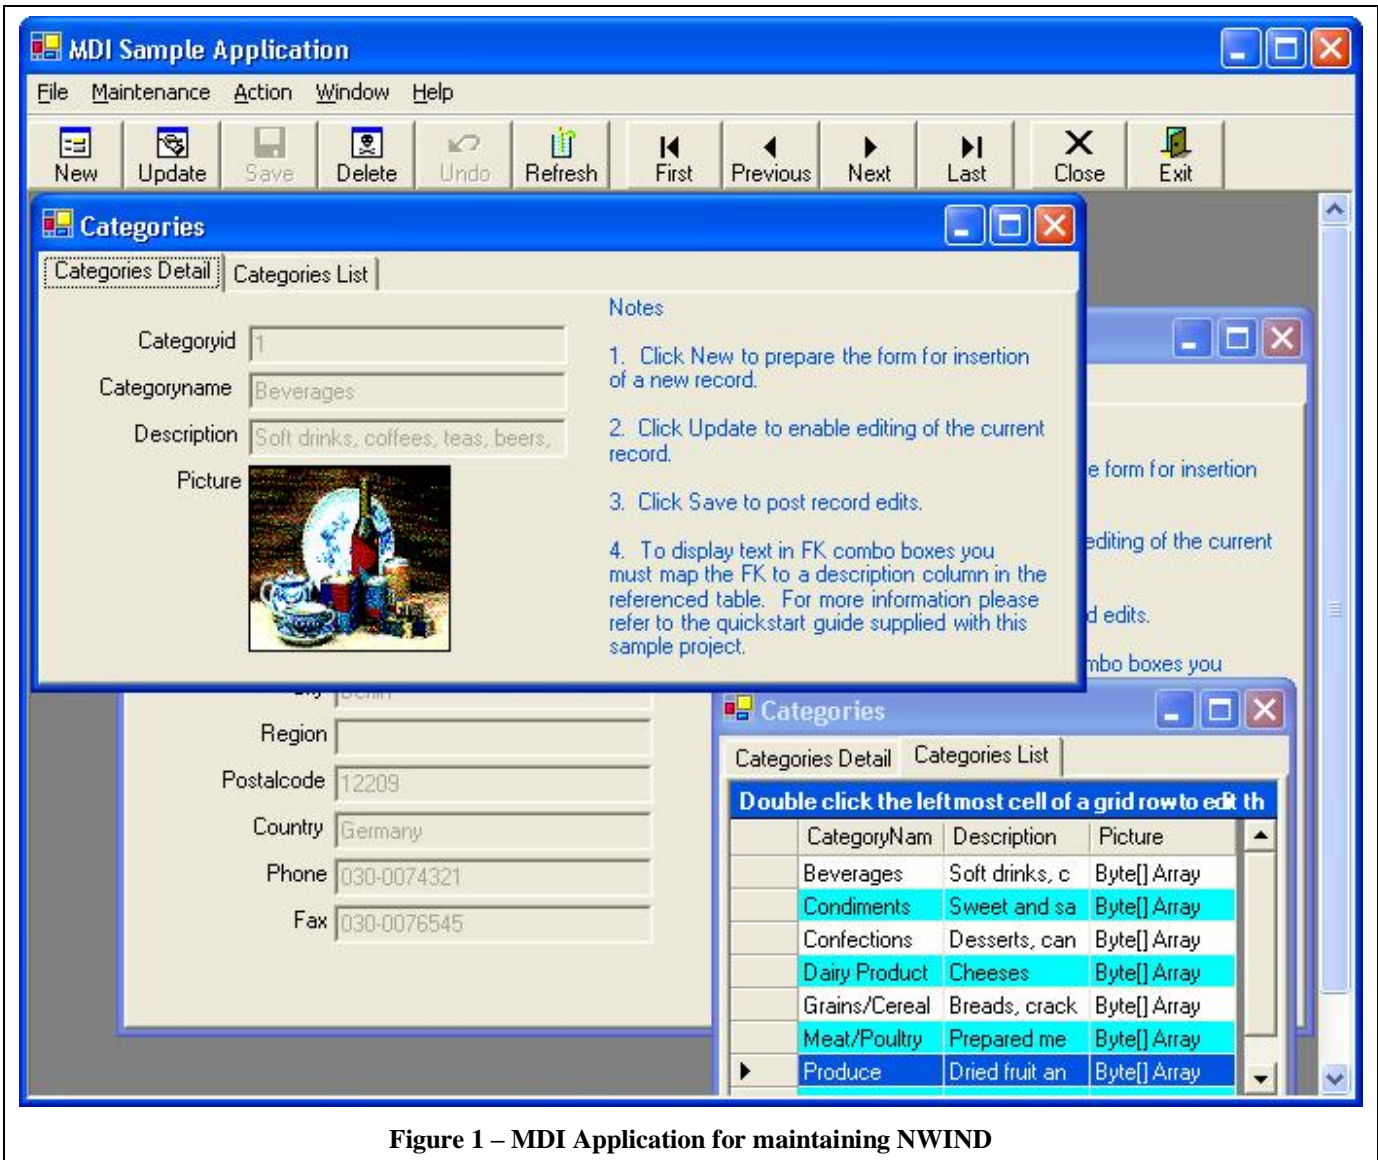 MDI Sample Application
File Maintenance Action Window Help
New Update Save Delete Undo Refresh First Previous Next Last Close Exit
Categories
Categories Detail Categories List
Categoryid 1
Categoryname Beverages
Description Soft drinks, coffees, teas, beers,
Picture
Notes
1. Click New to prepare the form for insertion
of a new record.
2. Click Update to enable editing of the current
record.
3. Click Save to post record edits.
4. To display text in FK combo boxes you
must map the FK to a description column in the
referenced table. For more information please
refer to the quickstart guide supplied with this
sample project.
e form for insertion
editing of the current
d edits.
mbo boxes you
Region
Postalcode 12209
Country Germany
Phone 030-0074321
Fax 030-0076545
Categories
Categories Detail Categories List
Double click the leftmost cell of a grid row to edit th
CategoryNam Description Picture
Beverages Soft drinks, c Byte[] Array
Condiments Sweet and sa Byte[] Array
Confections Desserts, can Byte[] Array
Dairy Product Cheeses Byte[] Array
Grains/Cereal Breads, crack Byte[] Array
Meat/Poultry Prepared me Byte[] Array
Produce Dried fruit an Byte[] Array
Figure 1 – MDI Application for maintaining NWIND